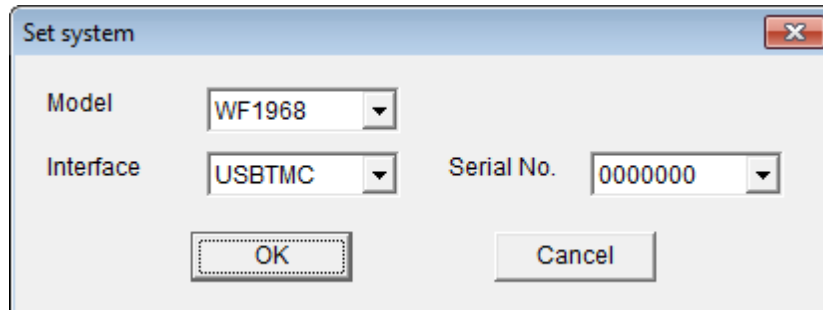 Set system
Model WF1968
Interface USBTMC Serial No. 0000000
OK Cancel